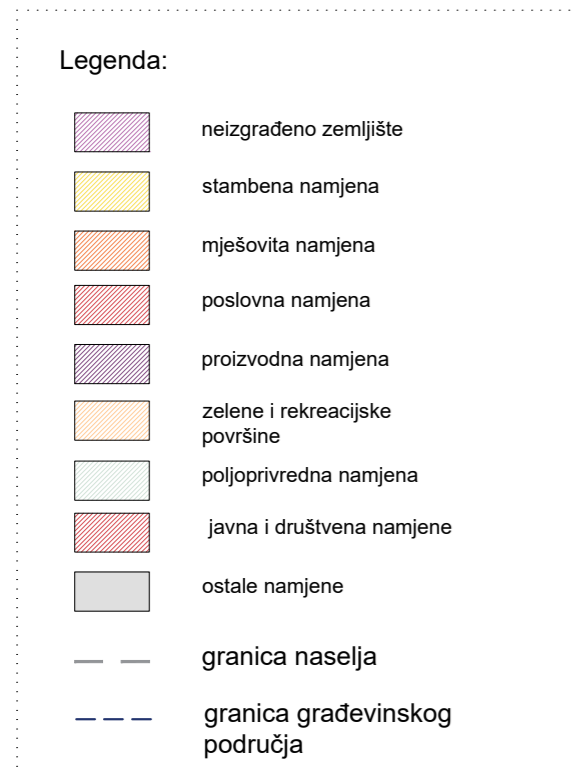 Legenda:
neizgrađeno zemljište
stambena namjena
mješovita namjena
poslovna namjena
proizvodna namjena
zelene i rekreacijske
površine
poljoprivredna namjena
javna i društvena namjene
ostale namjene
granica naselja
granica građevinskog
područja